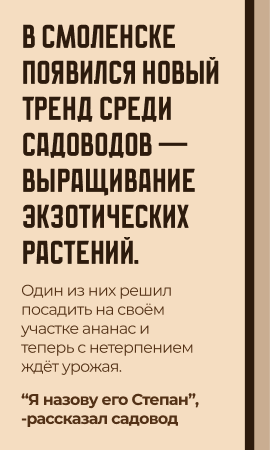 В СМОЛЕНСКЕ
ПОЯВИЛСЯ НОВЫЙ
ТРЕНД СРЕДИ
САДОВОДОВ —
ВЫРАЩИВАНИЕ
ЭКЗОТИЧЕСКИХ
РАСТЕНИЙ.
Один из них решил
посадить на своём
участке ананас и
теперь с нетерпением
ждёт урожая.
“Я назову его Степан”,
-рассказал садовод